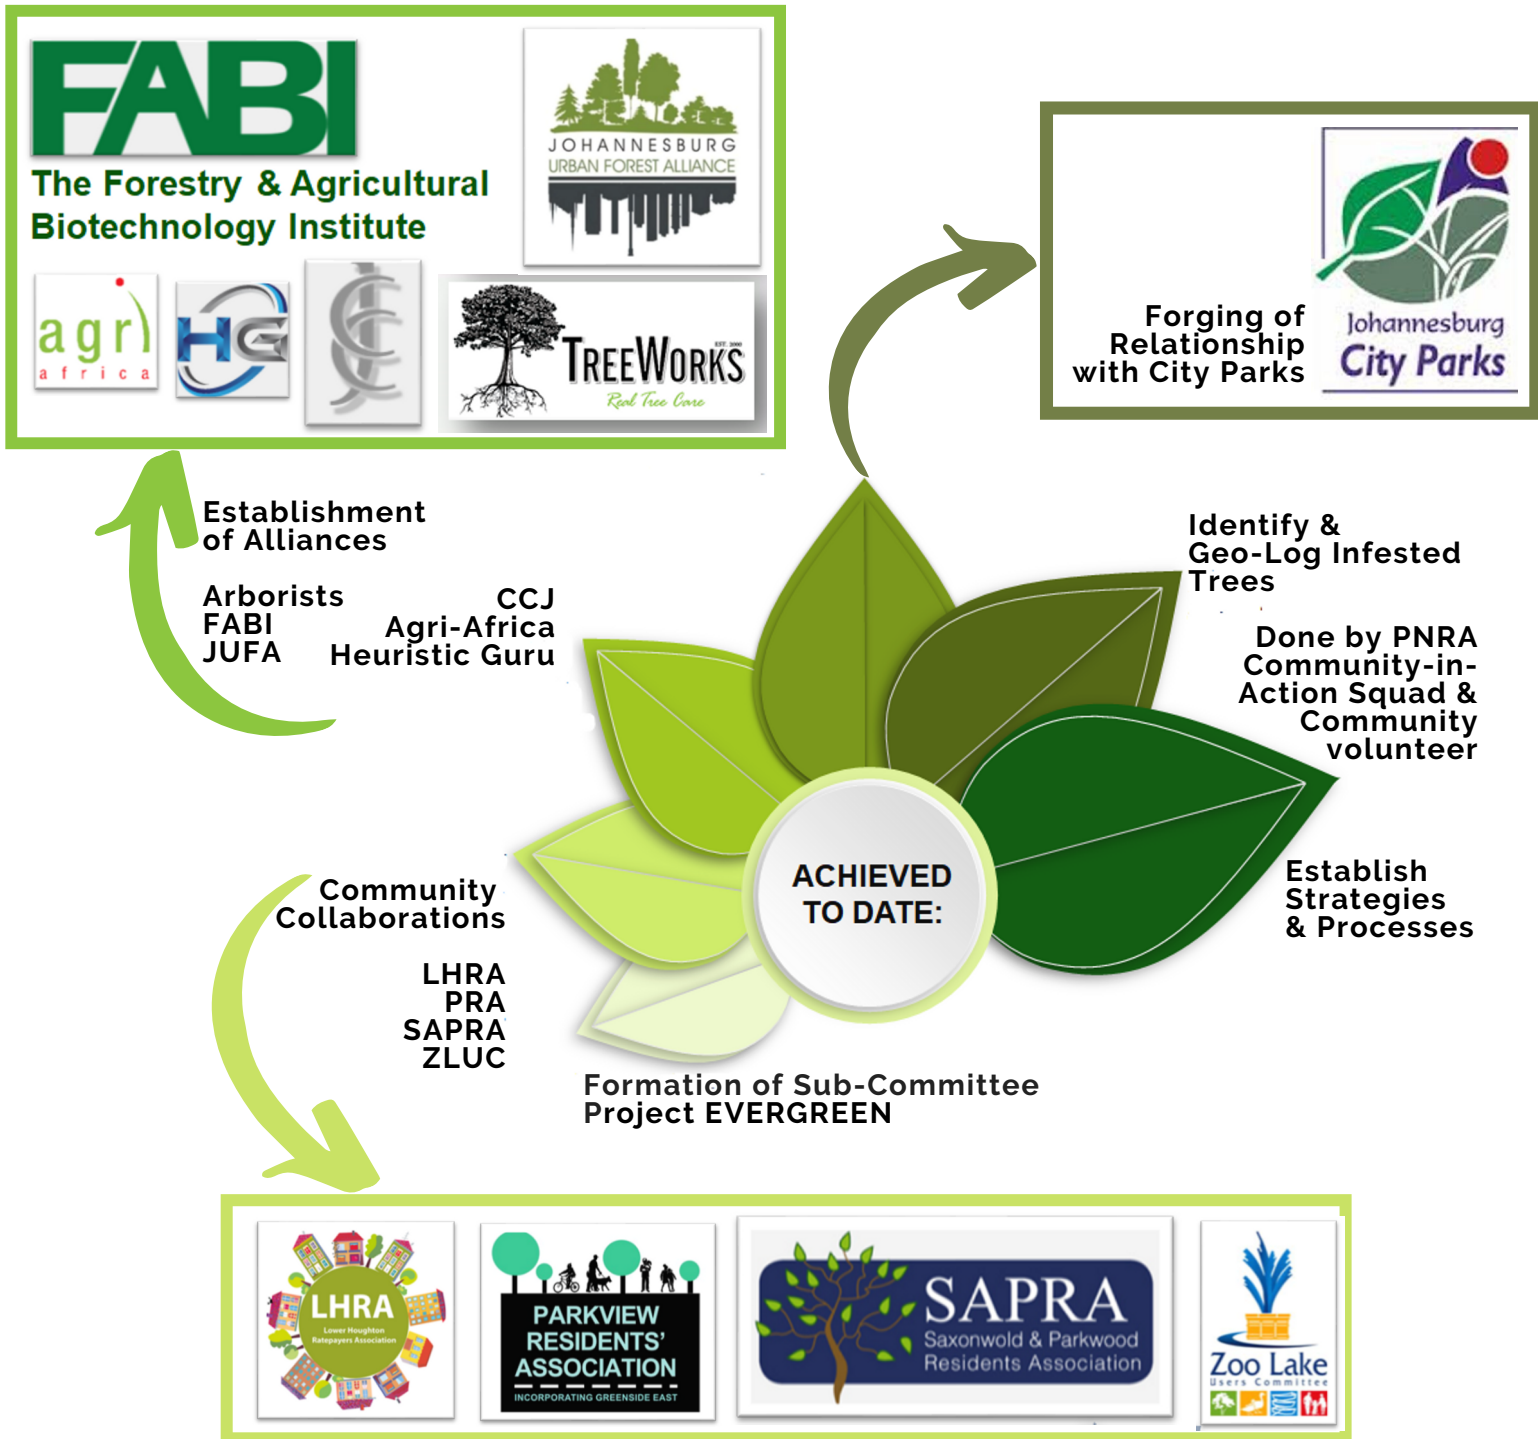 FABI
The Forestry & Agricultural
Biotechnology Institute
JOHANNESBURG
URBAN FOREST ALLIANCE
agri
africa
HG
EST. 2000
TREEWORKS
Real Tree Care
Forging of
Relationship
with City Parks
Johannesburg
City Parks
Establishment
of Alliances
Arborists
FABI
JUFA
CCJ
Agri-Africa
Heuristic Guru
Identify &
Geo-Log Infested
Trees
Done by PNRA
Community-in-
Action Squad &
Community
volunteer
ACHIEVED
TO DATE:
Establish
Strategies
& Processes
Community
Collaborations
LHRA
PRA
SAPRA
ZLUC
Formation of Sub-Committee
Project EVERGREEN
LHRA
Lower Houghton
Ratepayers Association
PARKVIEW
RESIDENTS'
ASSOCIATION
INCORPORATING GREENSIDE EAST
SAPRA
Saxonwold & Parkwood
Residents Association
Zoo Lake
Users Committee